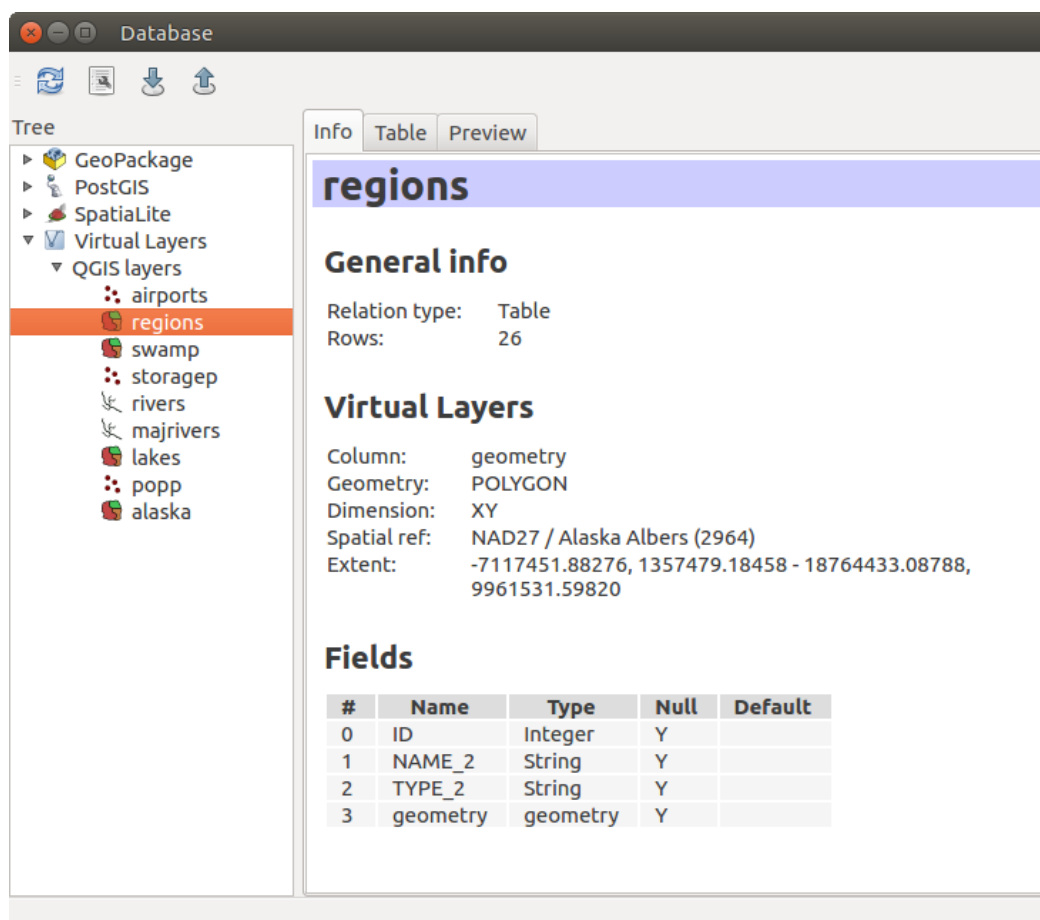 Database
Tree
GeoPackage
PostGIS
SpatiaLite
Virtual Layers
QGIS layers
airports
regions
swamp
storagep
rivers
majrivers
lakes
popp
alaska
Info Table Preview
regions
General info
Relation type: Table
Rows: 26
Virtual Layers
Column: geometry
Geometry: POLYGON
Dimension: XY
Spatial ref: NAD27 / Alaska Albers (2964)
Extent: -7117451.88276, 1357479.18458 - 18764433.08788,
9961531.59820
Fields
# Name Type Null Default
0 ID Integer Y
1 NAME_2 String Y
2 TYPE_2 String Y
3 geometry geometry Y